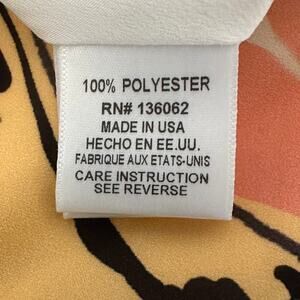 100% POLYESTER
RN# 136062
MADE IN USA
HECHO EN EE.UU.
FABRIQUE AUX ETATS-UNIS
CARE INSTRUCTION
SEE REVERSE